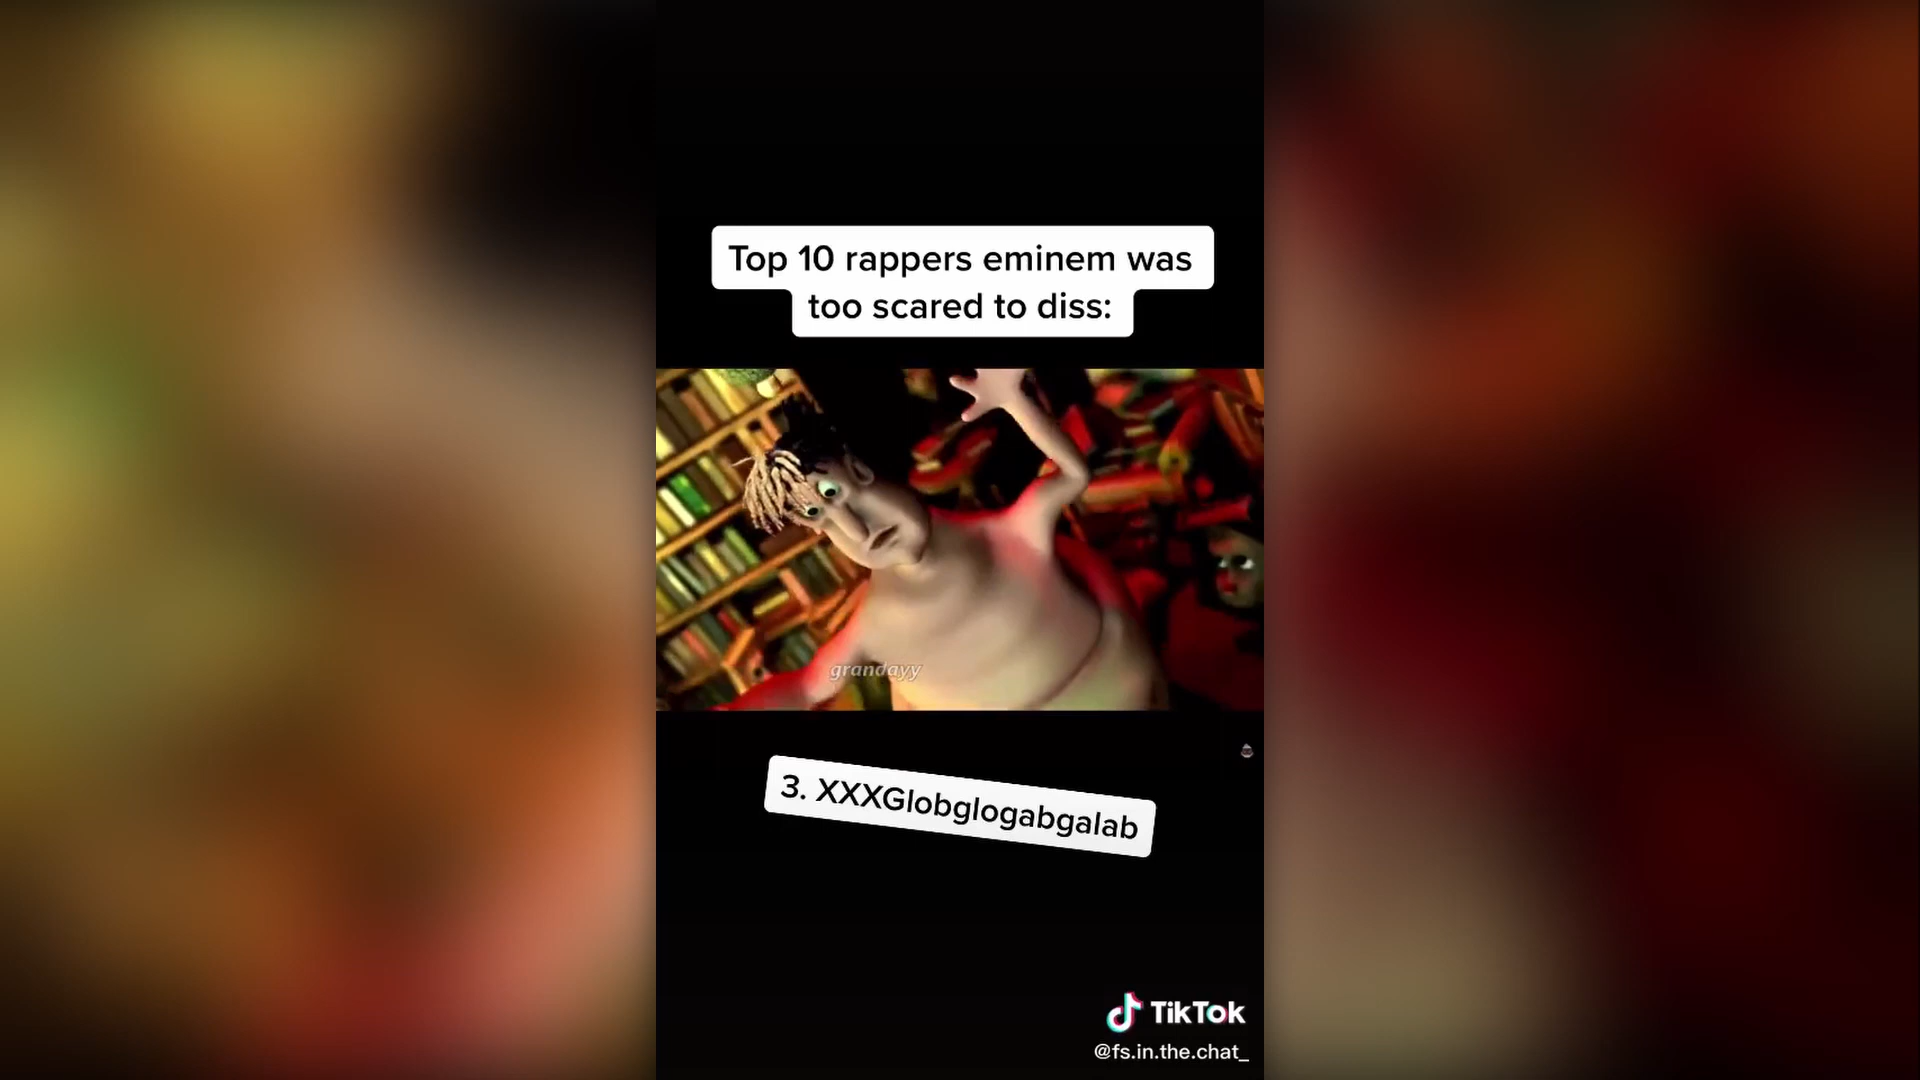 Top 10 rappers eminem was
too scared to diss:
grandayy
3. XXXGlobglogabgalab
TikTok
@fs.in.the.chat_